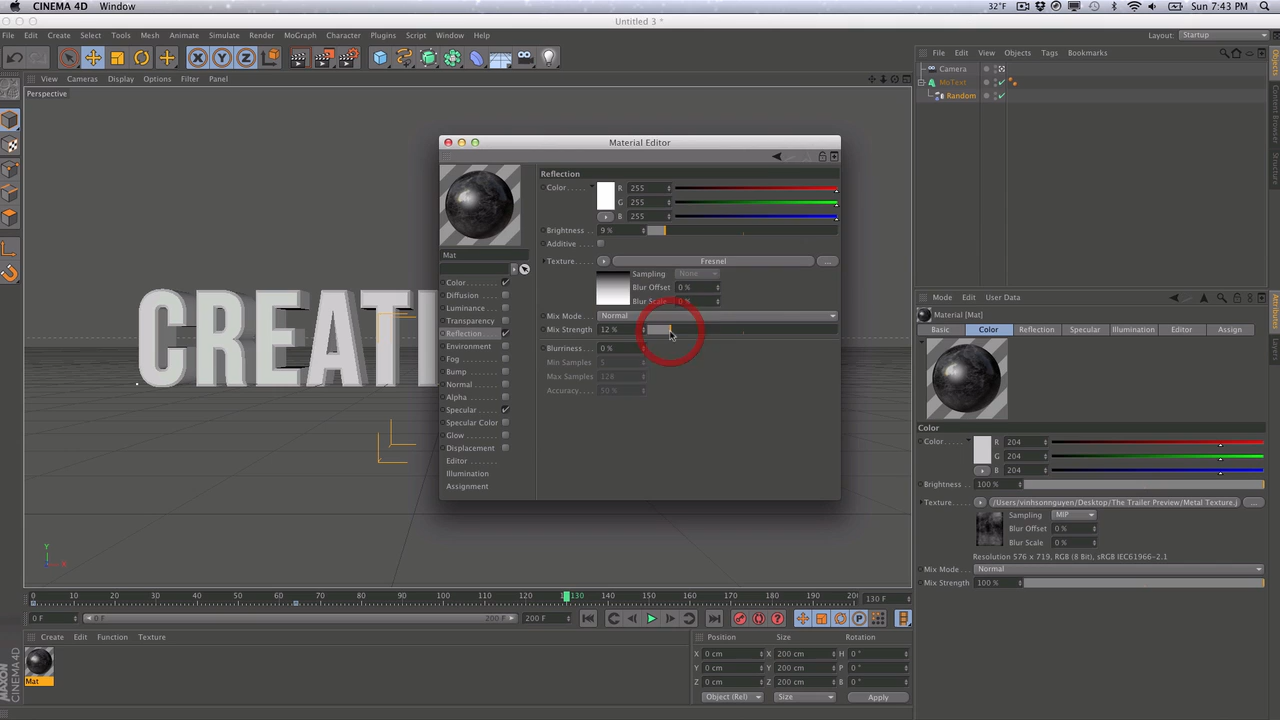 CINEMA 4D Window 32°F Sun 7:43 PM
Untitled 3 *
File Edit Create Select Tools Mesh Animate Simulate Render MoGraph Character Plugins Script Window Help Layout: Startup
X Y Z
View Cameras Display Options Filter Panel
Perspective
File Edit View Objects Tags Bookmarks
Camera
MoText
Random
Objects
Content Browser
Structure
CREATI
Material Editor
Reflection
Color R 255
G 255
B 255
Brightness 9 %
Additive
Texture Fresnel ...
Sampling None
Blur Offset 0 %
Blur Scale 0 %
Mix Mode Normal
Mix Strength 12 %
Blurriness 0 %
Min Samples 5
Max Samples 128
Accuracy 50 %
Mat
Color
Diffusion
Luminance
Transparency
Reflection
Environment
Fog
Bump
Normal
Alpha
Specular
Specular Color
Glow
Displacement
Editor
Illumination
Assignment
Mode Edit User Data
Material [Mat]
Basic Color Reflection Specular Illumination Editor Assign
Attributes
Layers
Color
Color R 204
G 204
B 204
Brightness 100 %
Texture /Users/vinhsonnguyen/Desktop/The Trailer Preview/Metal Texture.j ...
Sampling MIP
Blur Offset 0 %
Blur Scale 0 %
Resolution 576 x 719, RGB (8 Bit), sRGB IEC61966-2.1
Mix Mode Normal
Mix Strength 100 %
Y
X
0 10 20 30 40 50 60 70 80 90 100 110 120 130 140 150 160 170 180 190 200 130 F
0 F 0 F 200 F 200 F
P
Create Edit Function Texture
Mat
Position Size Rotation
X 0 cm X 200 cm H 0 °
Y 0 cm Y 200 cm P 0 °
Z 0 cm Z 200 cm B 0 °
Object (Rel) Size Apply
MAXON
CINEMA 4D